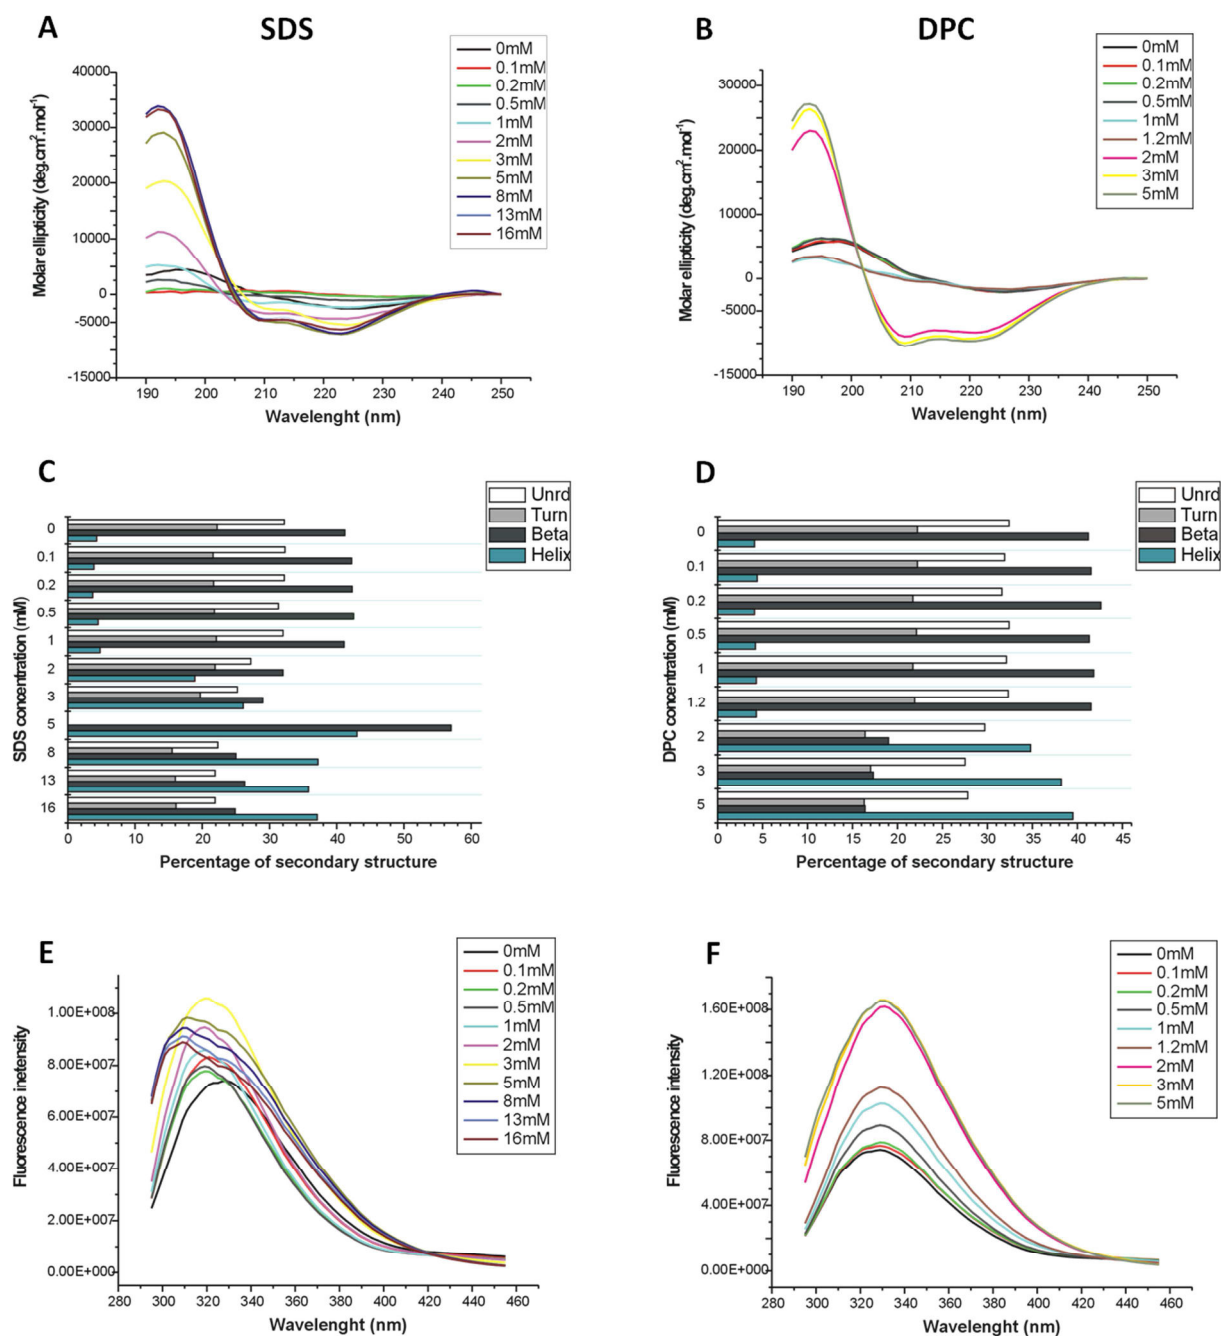 A
SDS
Molar ellipticity (deg.cm².mol⁻¹)
40000
30000
20000
10000
0
-5000
-15000
190
200
210
220
230
240
250
Wavelenght (nm)
0mM
0.1mM
0.2mM
0.5mM
1mM
2mM
3mM
5mM
8mM
13mM
16mM
B
DPC
Molar ellipticity (deg.cm².mol⁻¹)
30000
20000
10000
0
-5000
-15000
190
200
210
220
230
240
250
Wavelenght (nm)
0mM
0.1mM
0.2mM
0.5mM
1mM
1.2mM
2mM
3mM
5mM
C
SDS concentration (mM)
0
0.1
0.2
0.5
1
2
3
5
8
13
16
0
10
20
30
40
50
60
Percentage of secondary structure
Unrd
Turn
Beta
Helix
D
DPC concentration (mM)
0
0.1
0.2
0.5
1
1.2
2
3
5
0
5
10
15
20
25
30
35
40
45
Percentage of secondary structure
Unrd
Turn
Beta
Helix
E
Fluorescence inetensity
1.00E+008
8.00E+007
6.00E+007
4.00E+007
2.00E+007
0.00E+000
280
300
320
340
360
380
400
420
440
460
Wavelenght (nm)
0mM
0.1mM
0.2mM
0.5mM
1mM
2mM
3mM
5mM
8mM
13mM
16mM
F
Fluorescence intensity
1.60E+008
1.20E+008
8.00E+007
4.00E+007
0.00E+000
280
300
320
340
360
380
400
420
440
460
Wavelenght (nm)
0mM
0.1mM
0.2mM
0.5mM
1mM
1.2mM
2mM
3mM
5mM